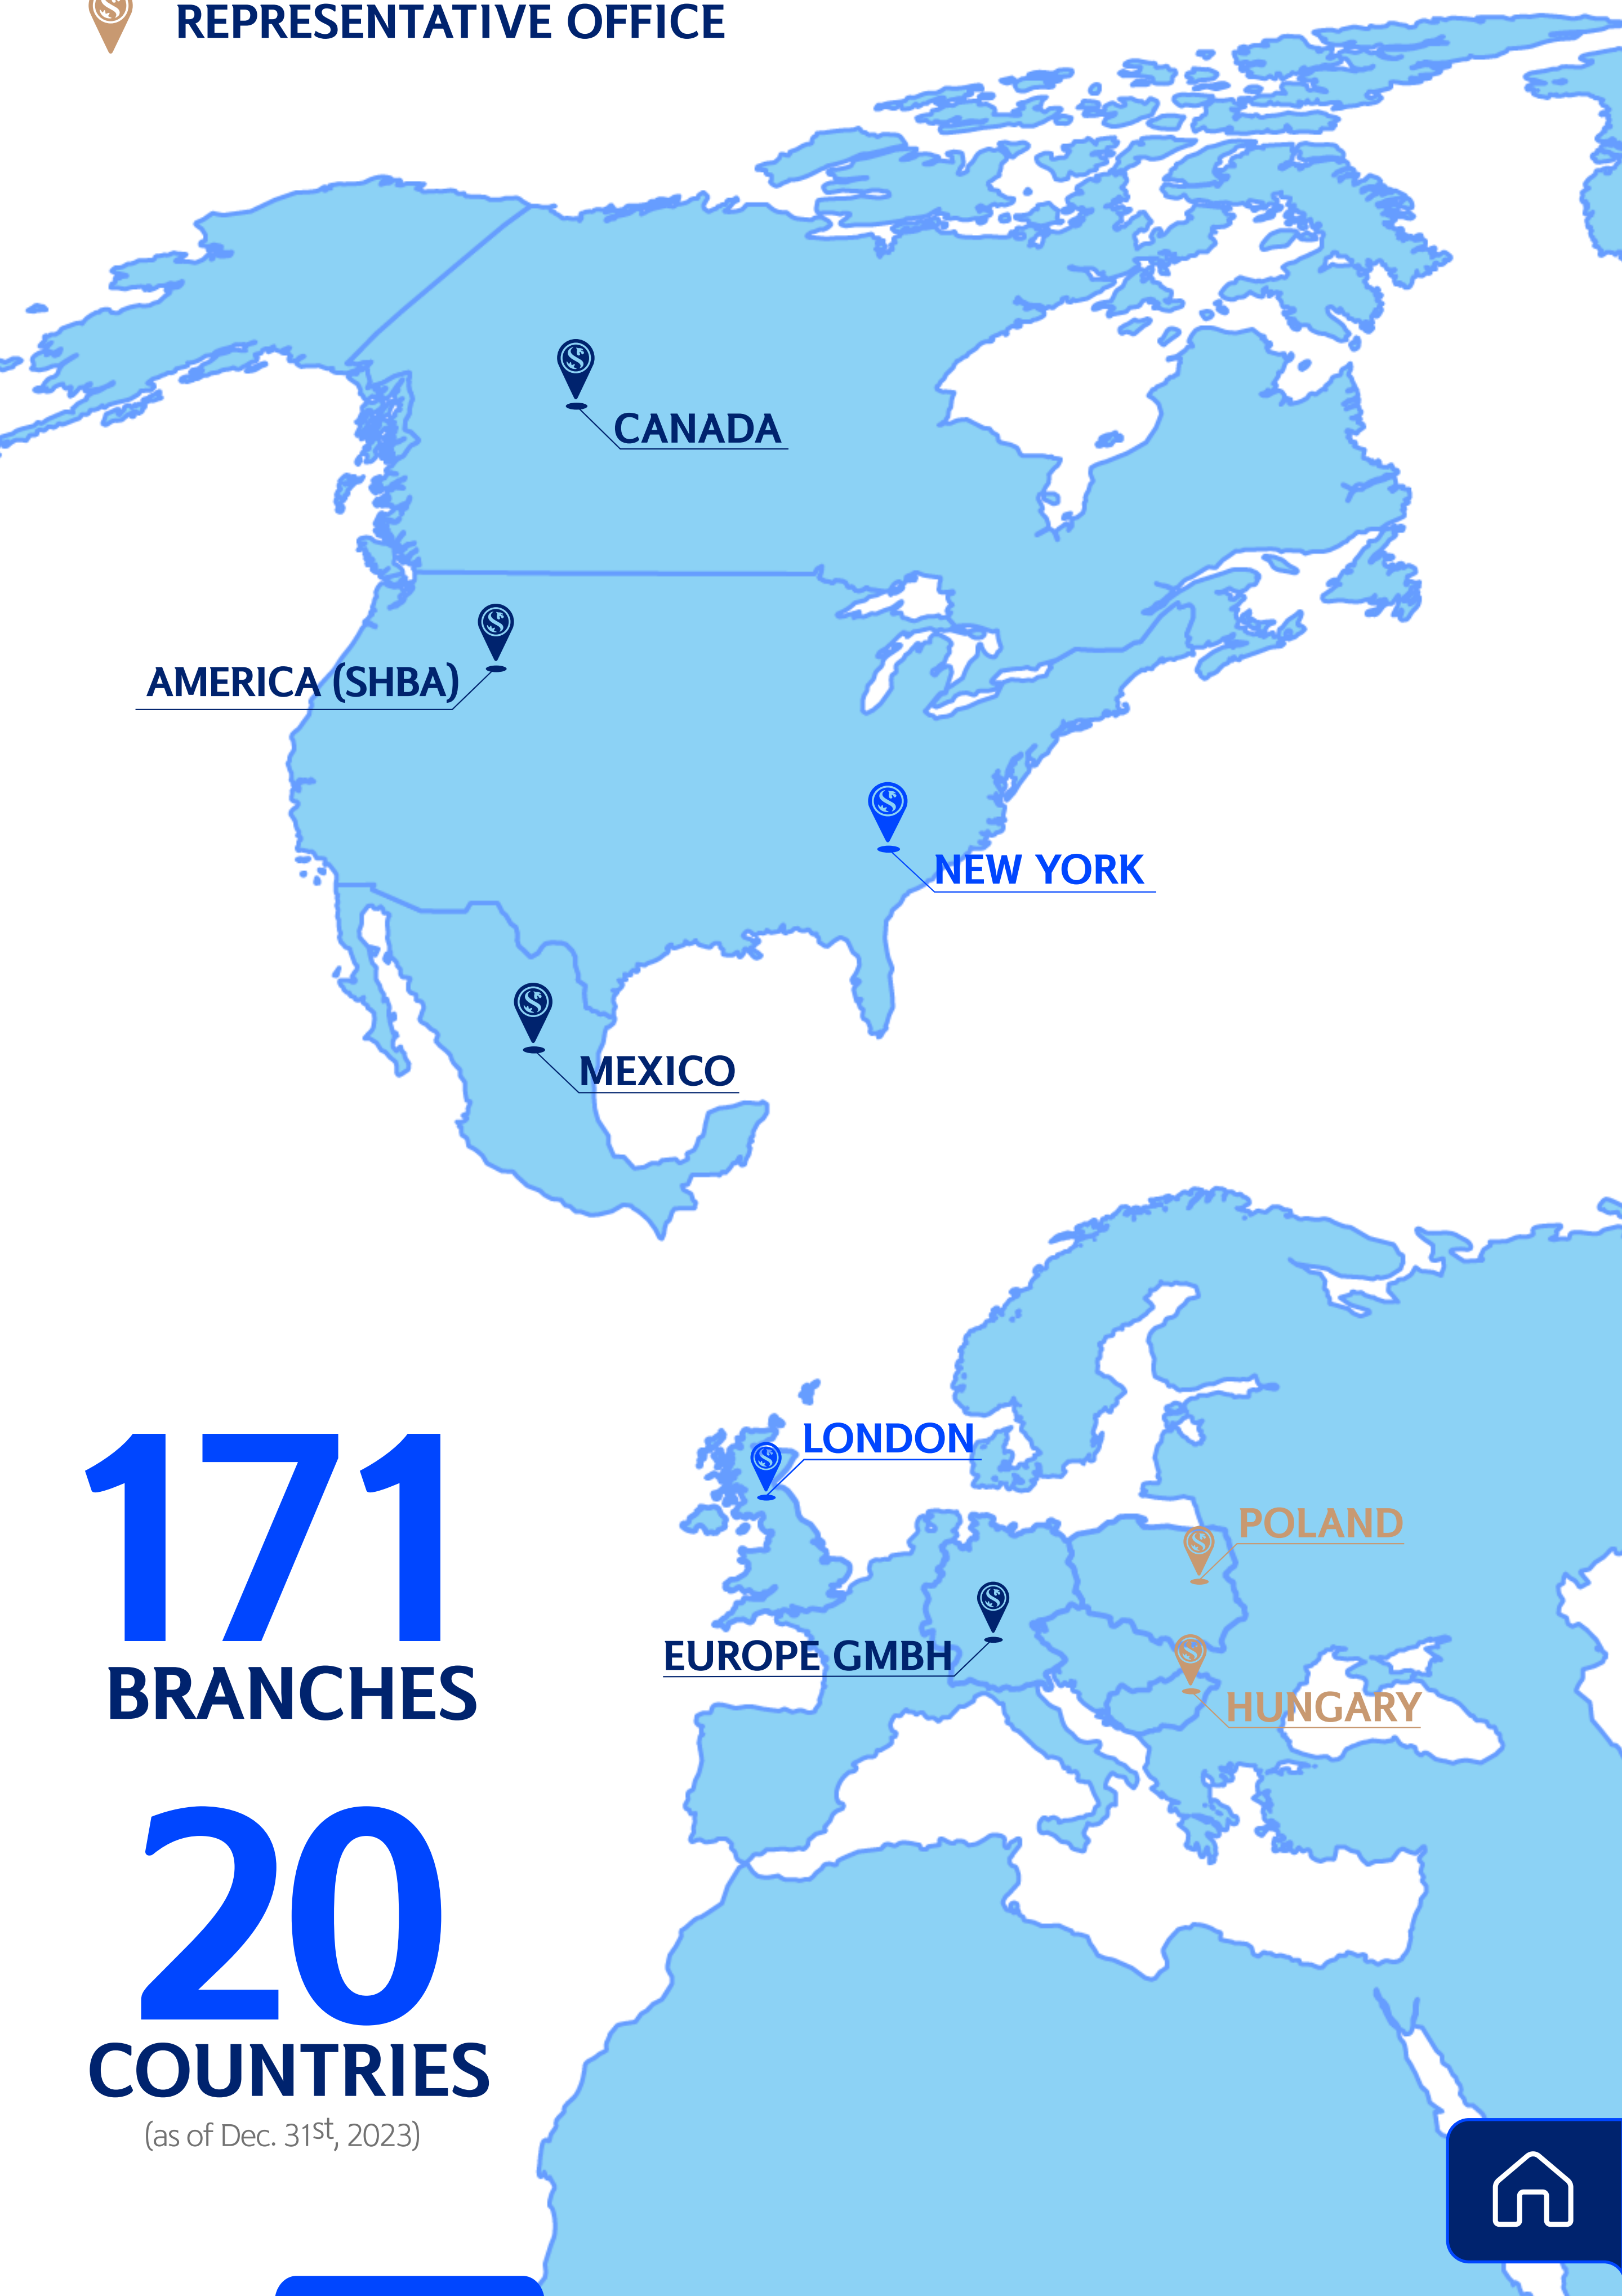 REPRESENTATIVE OFFICE
CANADA
AMERICA (SHBA)
NEW YORK
MEXICO
LONDON
POLAND
EUROPE GMBH
HUNGARY
171
BRANCHES
20
COUNTRIES
(as of Dec. 31st, 2023)